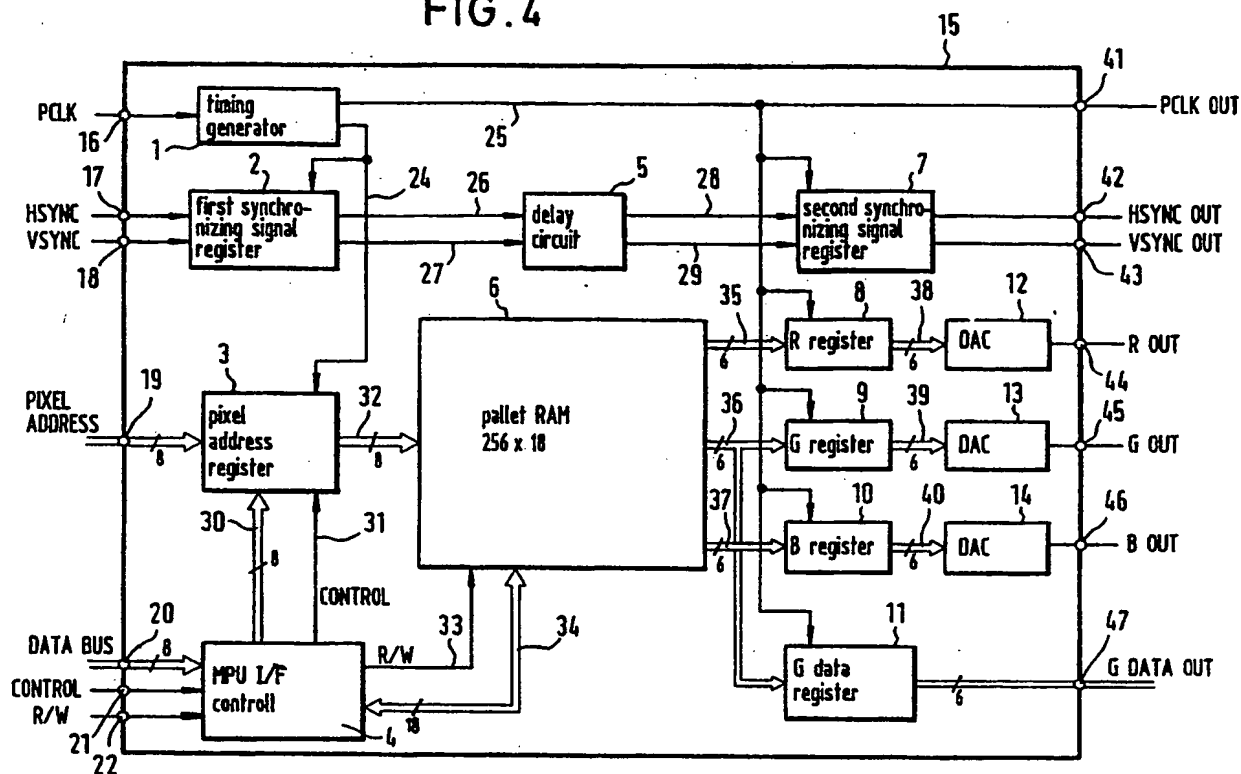 FIG.4
15
41
PCLK
16
timing
generator
1
25
PCLK OUT
17
HSYNC
VSYNC
18
2
first synchro-
nizing signal
register
24
26
27
5
delay
circuit
28
29
7
second synchro-
nizing signal
register
42
HSYNC OUT
VSYNC OUT
43
6
pallet RAM
256 x 18
35
6
8
R register
38
6
12
DAC
R OUT
44
PIXEL
ADDRESS
19
8
3
pixel
address
register
32
8
36
6
9
G register
39
6
13
DAC
45
G OUT
30
8
31
CONTROL
37
6
10
B register
40
6
14
DAC
46
B OUT
DATA BUS
20
8
CONTROL
R/W
21
22
MPU I/F
controll
4
R/W
33
34
18
11
G data
register
6
47
G DATA OUT